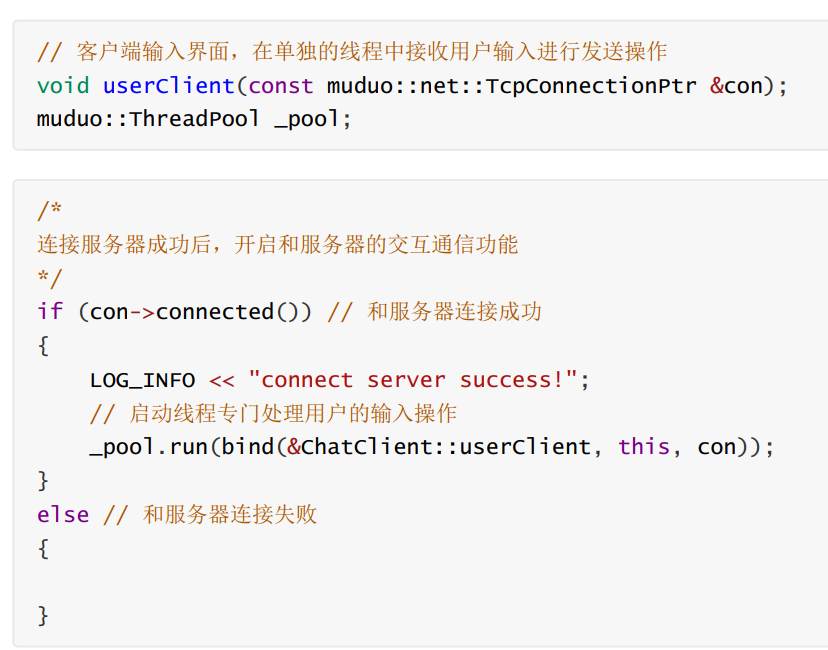 // 客户端输入界面，在单独的线程中接收用户输入进行发送操作
void userClient(const muduo::net::TcpConnectionPtr &con);
muduo::ThreadPool _pool;
/*
连接服务器成功后，开启和服务器的交互通信功能
*/
if (con->connected()) // 和服务器连接成功
{
    LOG_INFO << "connect server success!";
    // 启动线程专门处理用户的输入操作
    _pool.run(bind(&ChatClient::userClient, this, con));
}
else // 和服务器连接失败
{
}